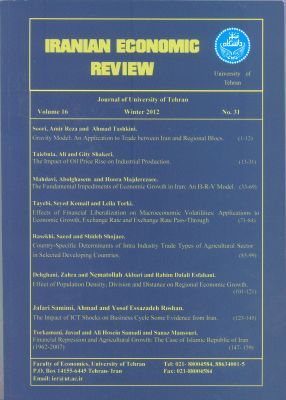 IRANIAN ECONOMIC
REVIEW
University of
Tehran
Journal of University of Tehran
Volume 16 Winter 2012 No. 31
Soori, Amir Reza and Ahmad Tashkini.
Gravity Model: An Application to Trade between Iran and Regional Blocs. (1-12)
Taiebnia, Ali and Gity Shakeri.
The Impact of Oil Price Rise on Industrial Production. (13-31)
Mahdavi, Abolghasem and Honra Majderezaee.
The Fundamental Impediments of Economic Growth in Iran: An H-R-V Model. (33-69)
Tayebi, Seyed Komail and Leila Torki.
Effects of Financial Liberalization on Macroeconomic Volatilities: Applications to
Economic Growth, Exchange Rate and Exchange Rate Pass-Through (71-84)
Rasekhi, Saeed and Shideh Shojaee.
Country-Specific Determinants of Intra Industry Trade Types of Agricultural Sector
in Selected Developing Countries. (85-99)
Dehghani, Zahra and Nematollah Akbari and Rahim Dalali Esfahani.
Effect of Population Density, Division and Distance on Regional Economic Growth.
(101-121)
Jafari Samimi, Ahmad and Yosof Essazadeh Roshan.
The Impact of ICT Shocks on Business Cycle Some Evidence from Iran. (123-145)
Torkamani, Javad and Ali Hosein Samadi and Sanaz Mansouri.
Financial Repression and Agricultural Growth: The Case of Islamic Republic of Iran
(1962-2007) (147- 159)
Faculty of Economics, University of Tehran Tel: 021- 88004584, 88634001-5
P.O. Box 14155-6445 Tehran- Iran Fax: 021-88004584
Email: ier@ut.ac.ir